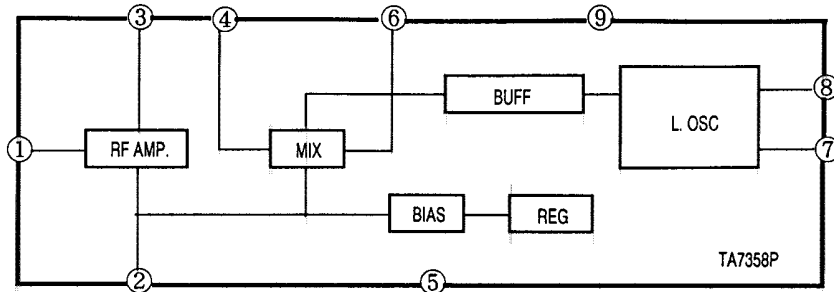 ③ ④ ⑥ ⑨
BUFF
L. OSC
⑧
① RF AMP. MIX ⑦
BIAS REG
TA7358P
② ⑤